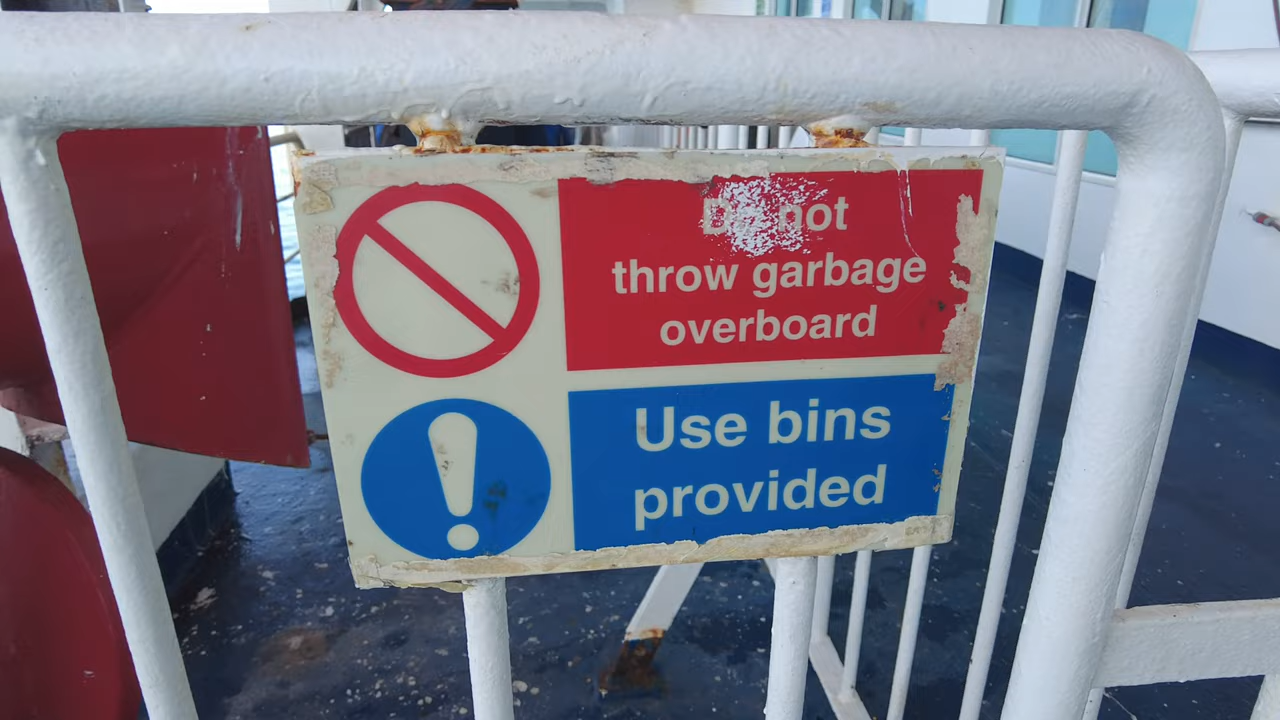 Do not
throw garbage
overboard
Use bins
provided